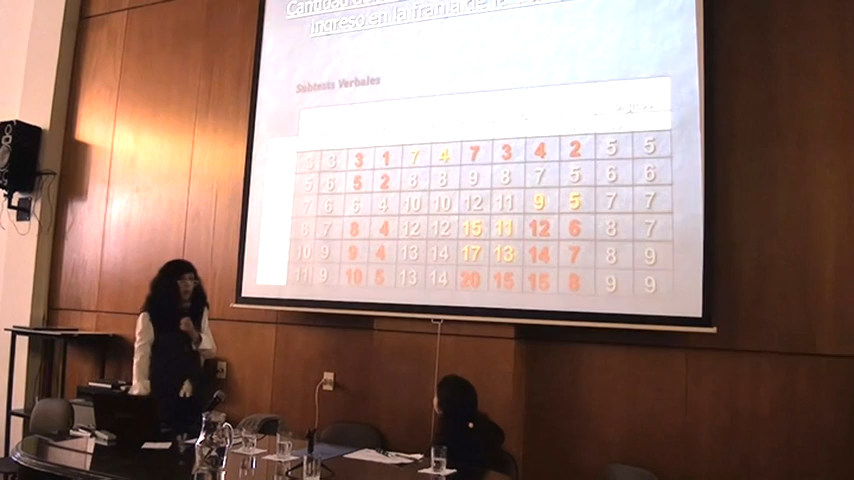 Cantidad
ingreso en la franja de la
Subtests Verbales
3 3 3 1 7 4 7 3 4 2 5 5
5 6 5 2 8 8 9 8 7 5 6 6
7 6 6 4 10 10 12 11 9 5 7 7
8 7 8 4 12 12 15 11 12 6 8 7
10 9 9 4 13 14 17 13 14 7 8 9
11 9 10 5 13 14 20 15 15 8 9 9